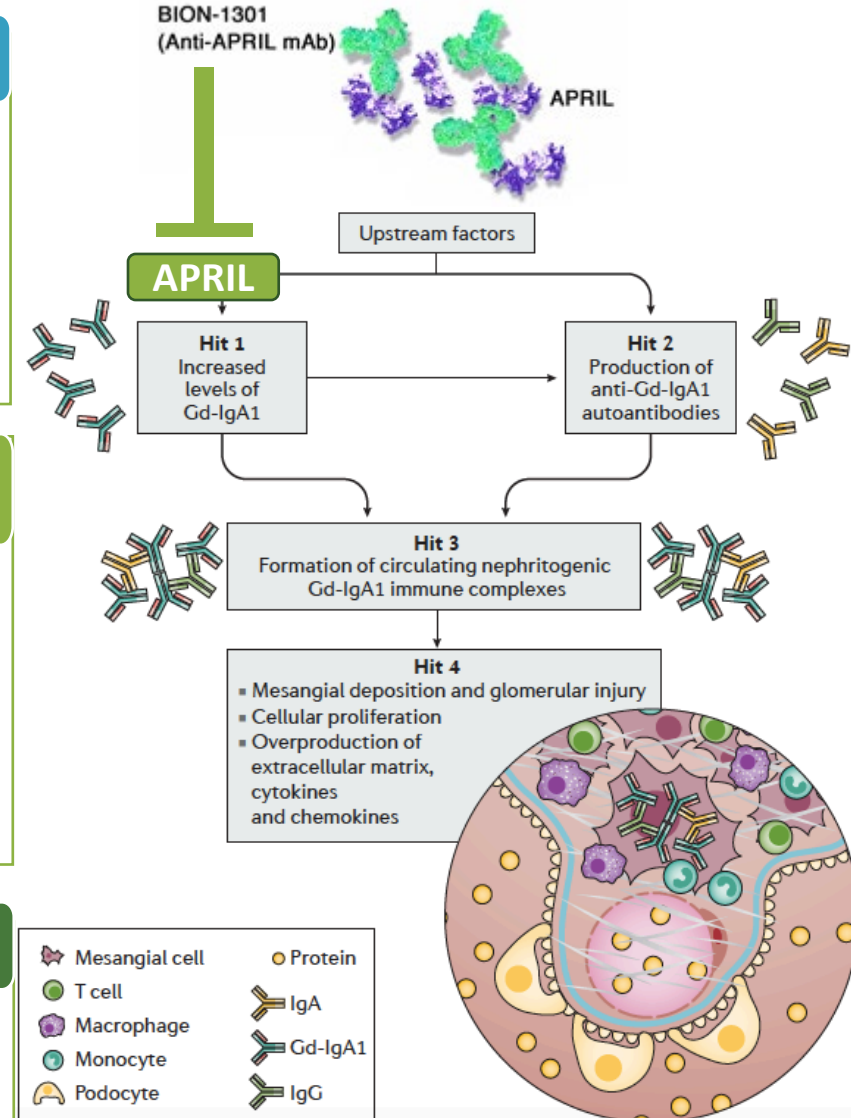 BION-1301
(Anti-APRIL mAb)
APRIL
Upstream factors
APRIL
Hit 1
Increased
levels of
Gd-IgA1
Hit 2
Production of
anti-Gd-IgA1
autoantibodies
Hit 3
Formation of circulating nephritogenic
Gd-IgA1 immune complexes
Hit 4
▪ Mesangial deposition and glomerular injury
▪ Cellular proliferation
▪ Overproduction of
extracellular matrix,
cytokines
and chemokines
Mesangial cell
T cell
Macrophage
Monocyte
Podocyte
Protein
IgA
Gd-IgA1
IgG